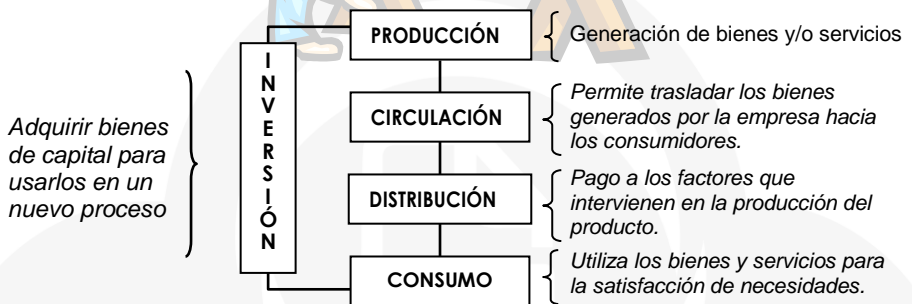 Adquirir bienes
de capital para
usarlos en un
nuevo proceso
INVERSIÓN
PRODUCCIÓN
Generación de bienes y/o servicios
CIRCULACIÓN
Permite trasladar los bienes
generados por la empresa hacia
los consumidores.
DISTRIBUCIÓN
Pago a los factores que
intervienen en la producción del
producto.
CONSUMO
Utiliza los bienes y servicios para
la satisfacción de necesidades.